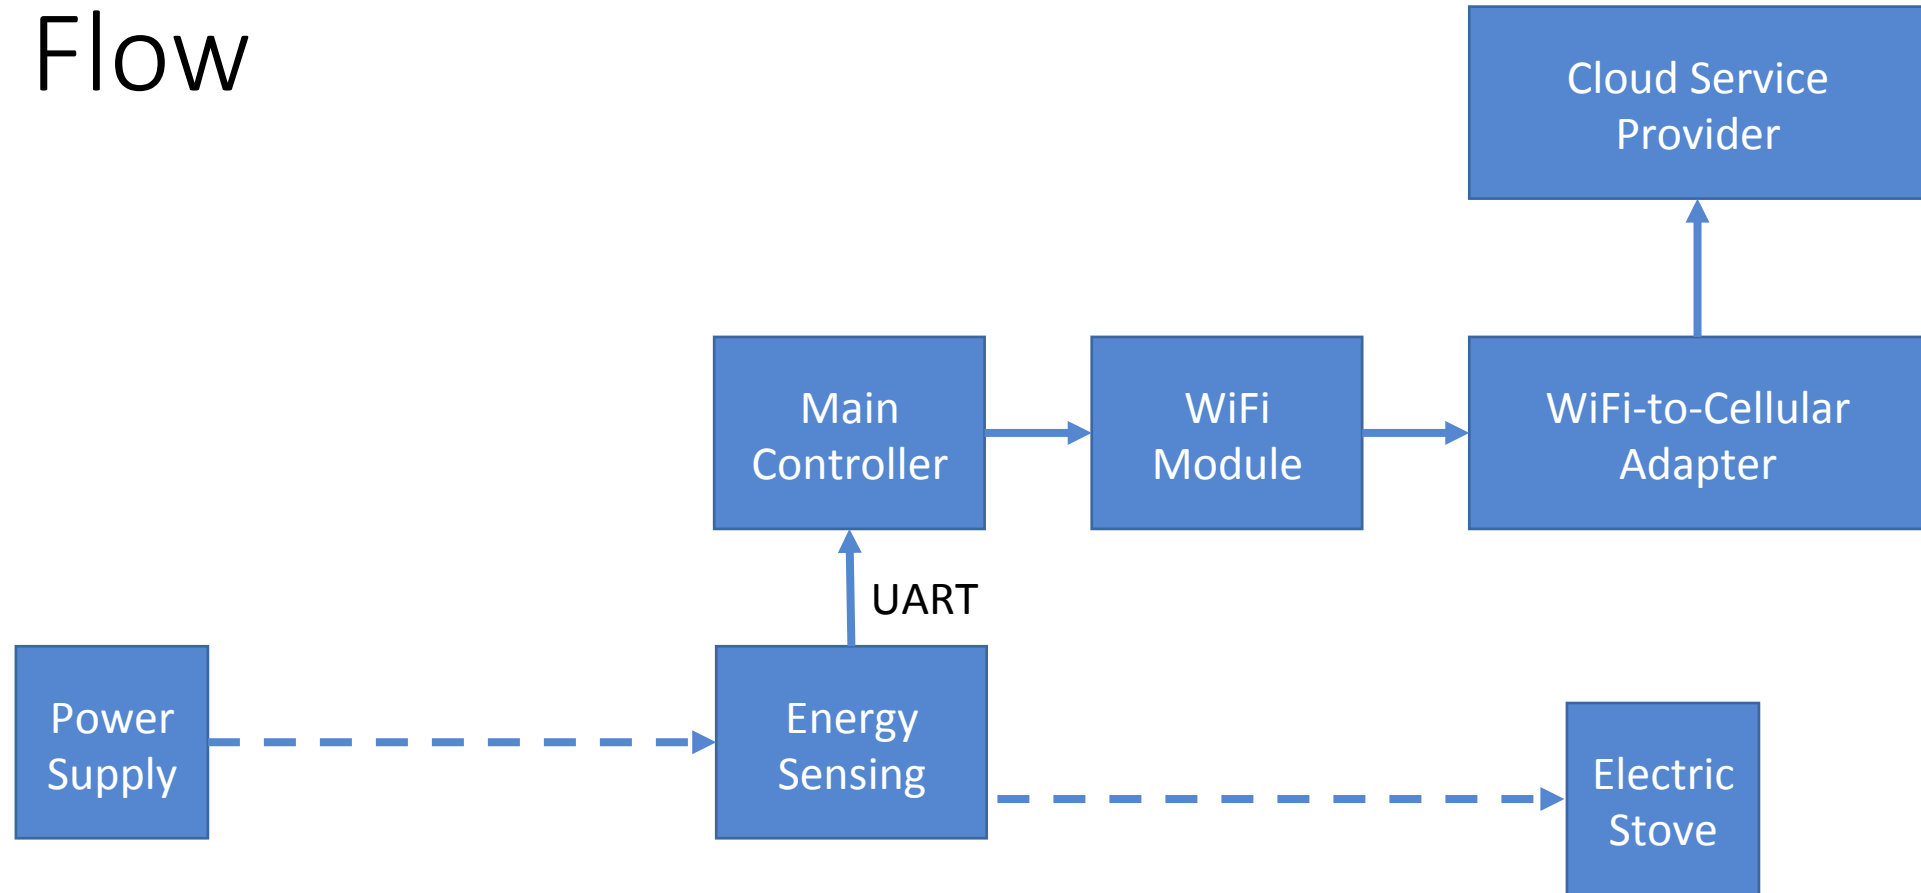 Flow
Cloud Service
Provider
Main
Controller
WiFi
Module
WiFi-to-Cellular
Adapter
UART
Power
Supply
Energy
Sensing
Electric
Stove